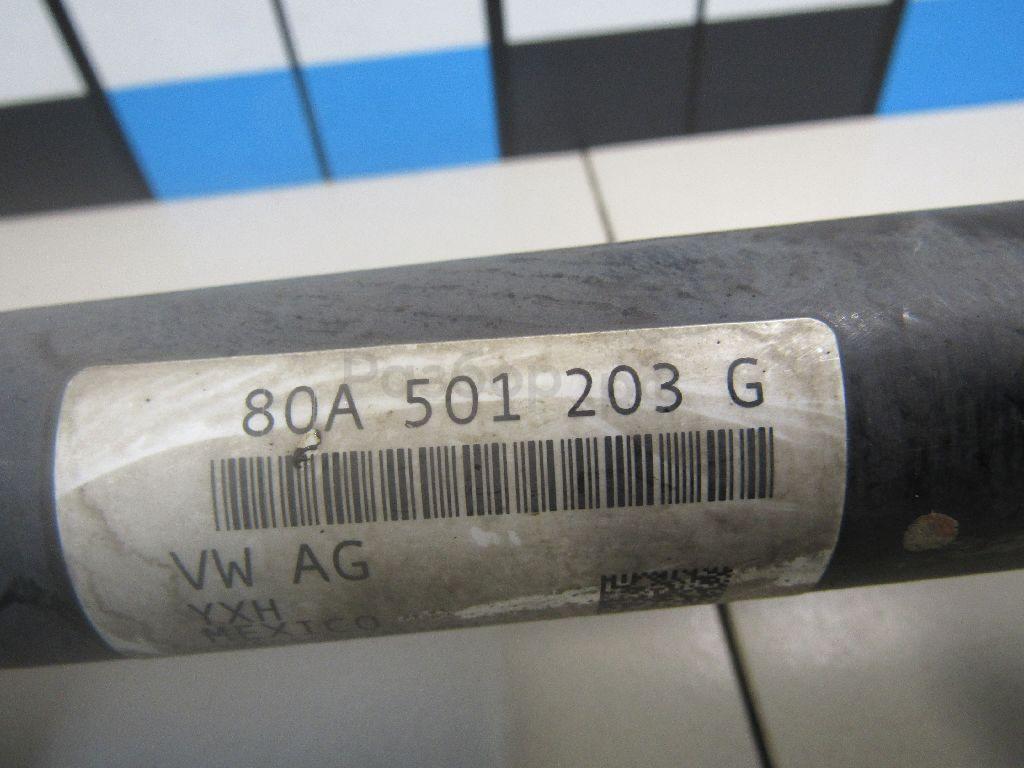 80A 501 203 G
VW AG
YXH
MEXICO